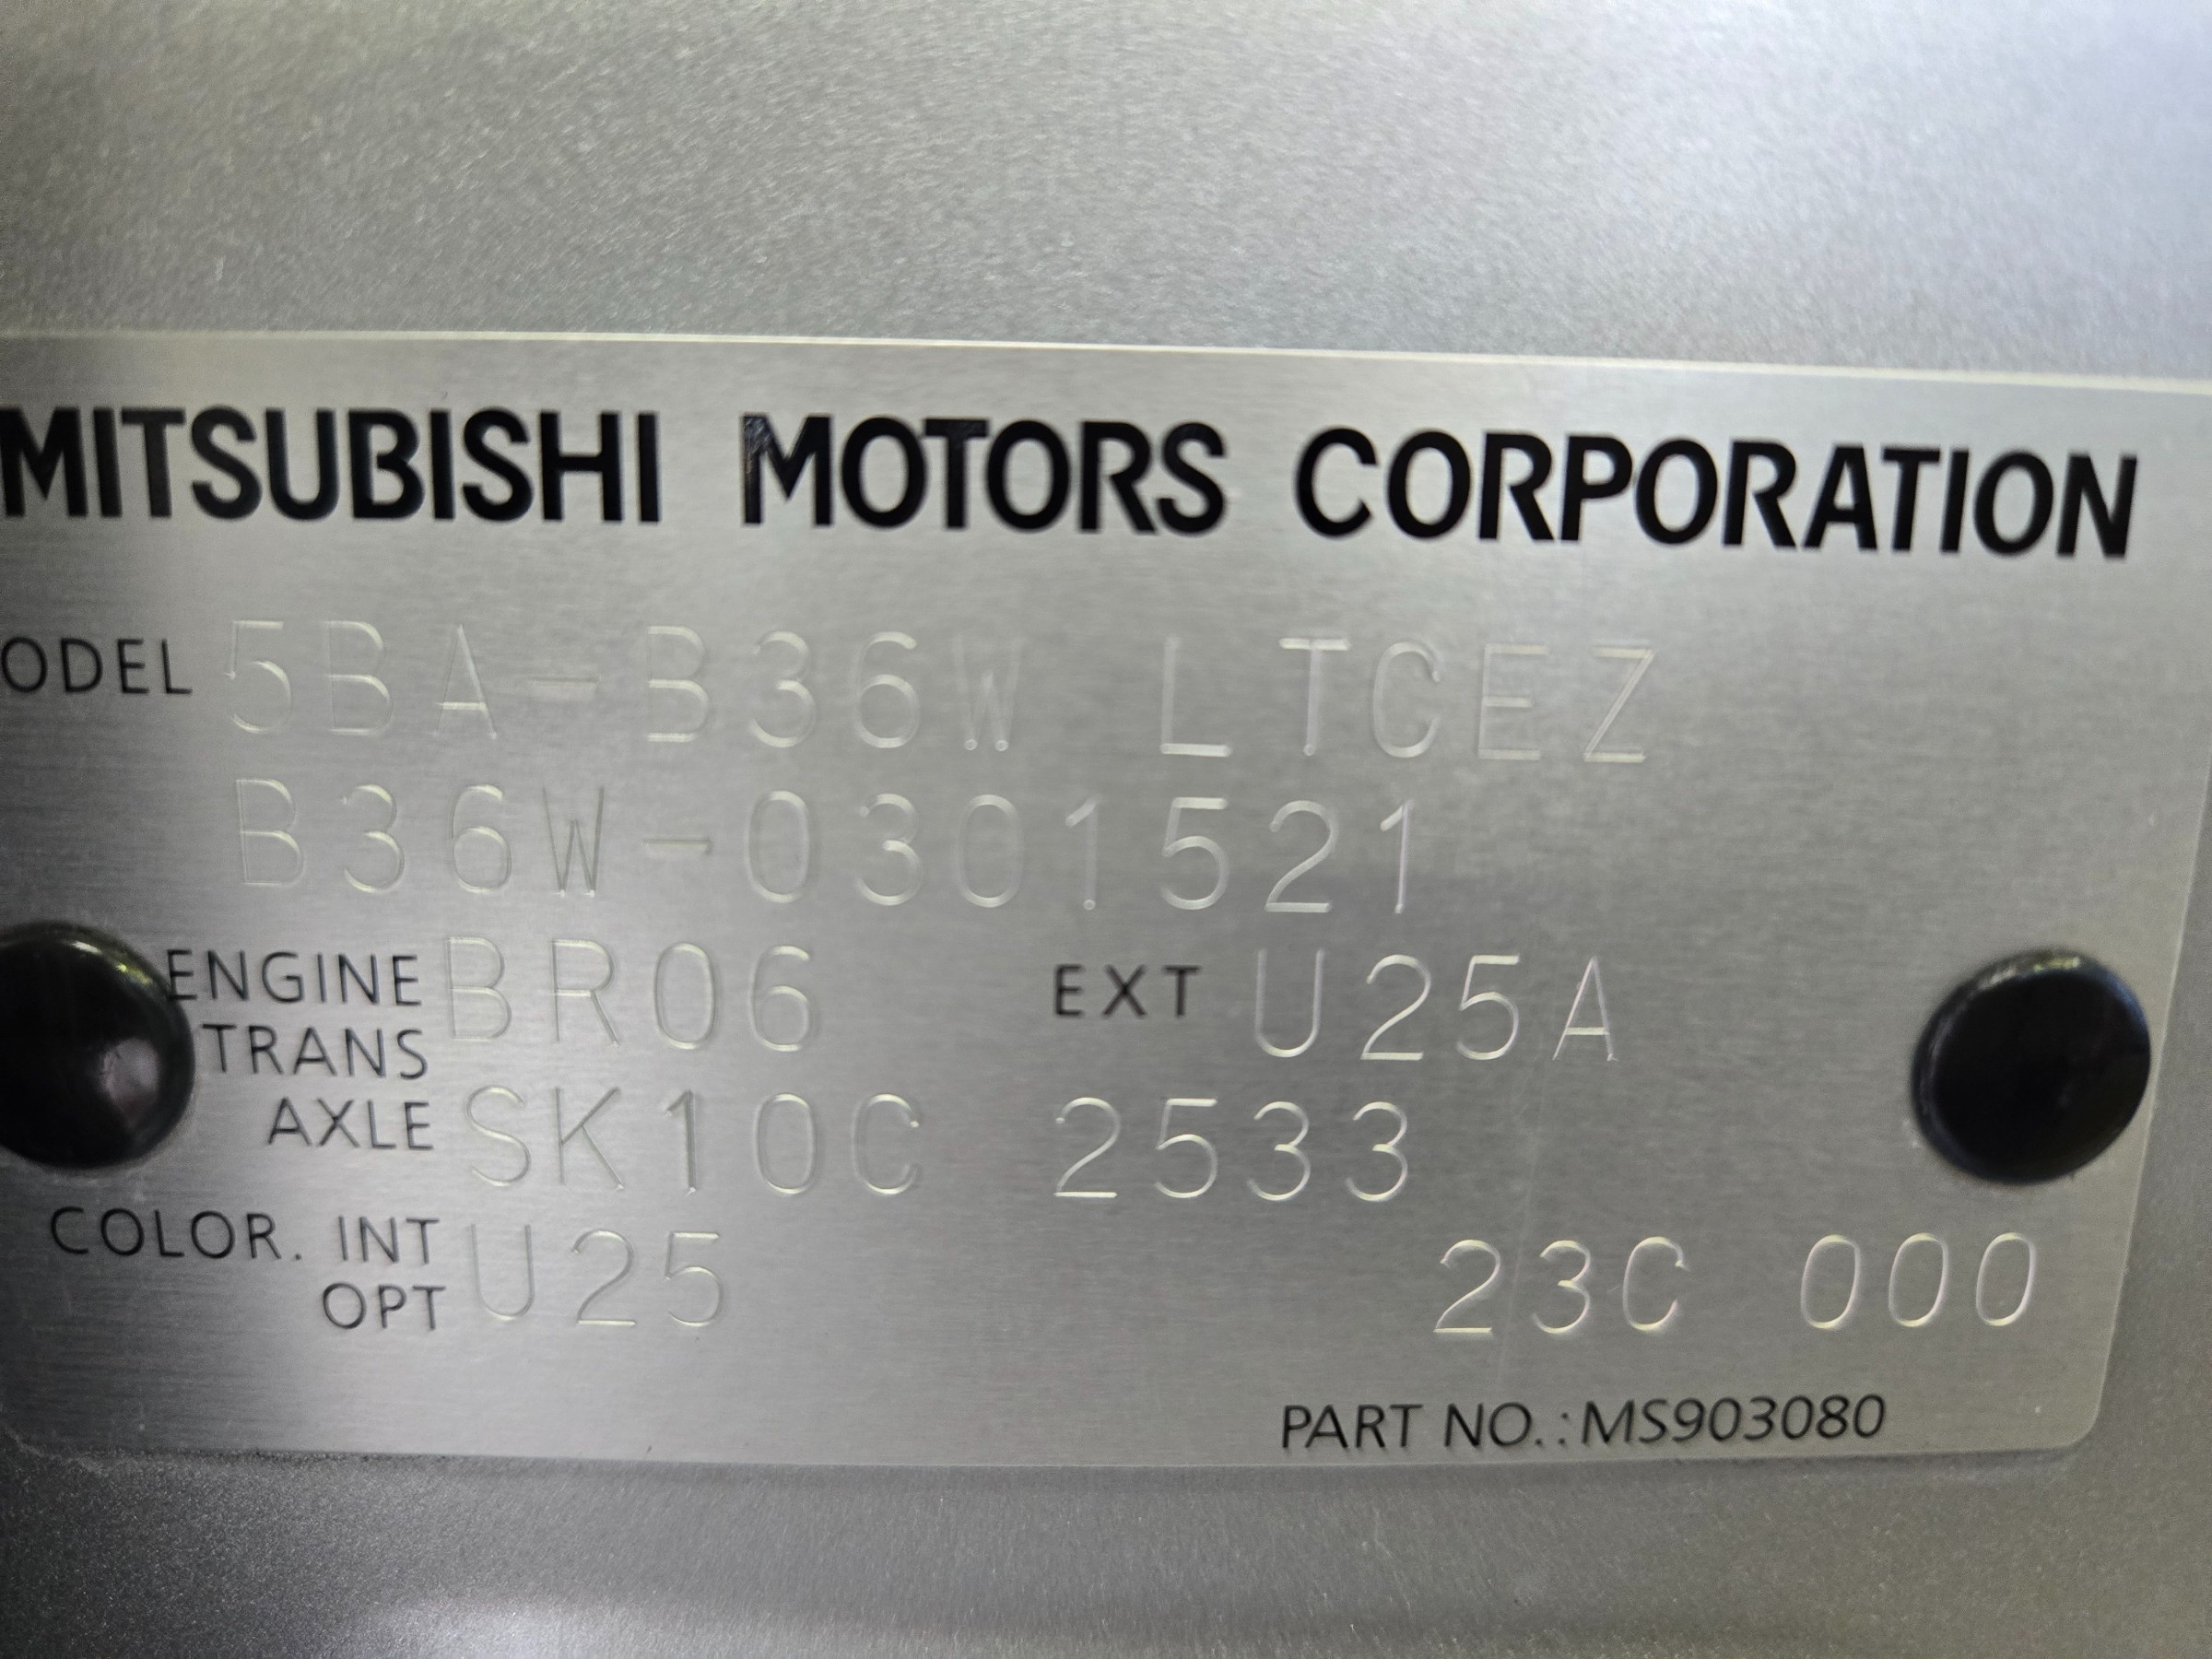 MITSUBISHI MOTORS CORPORATION
ODEL 5BA-B36W LTCEZ
B36W-0301521
ENGINE BR06 EXT U25A
TRANS
AXLE SK10C 2533
COLOR. INT
OPT U25 23C 000
PART NO.:MS903080